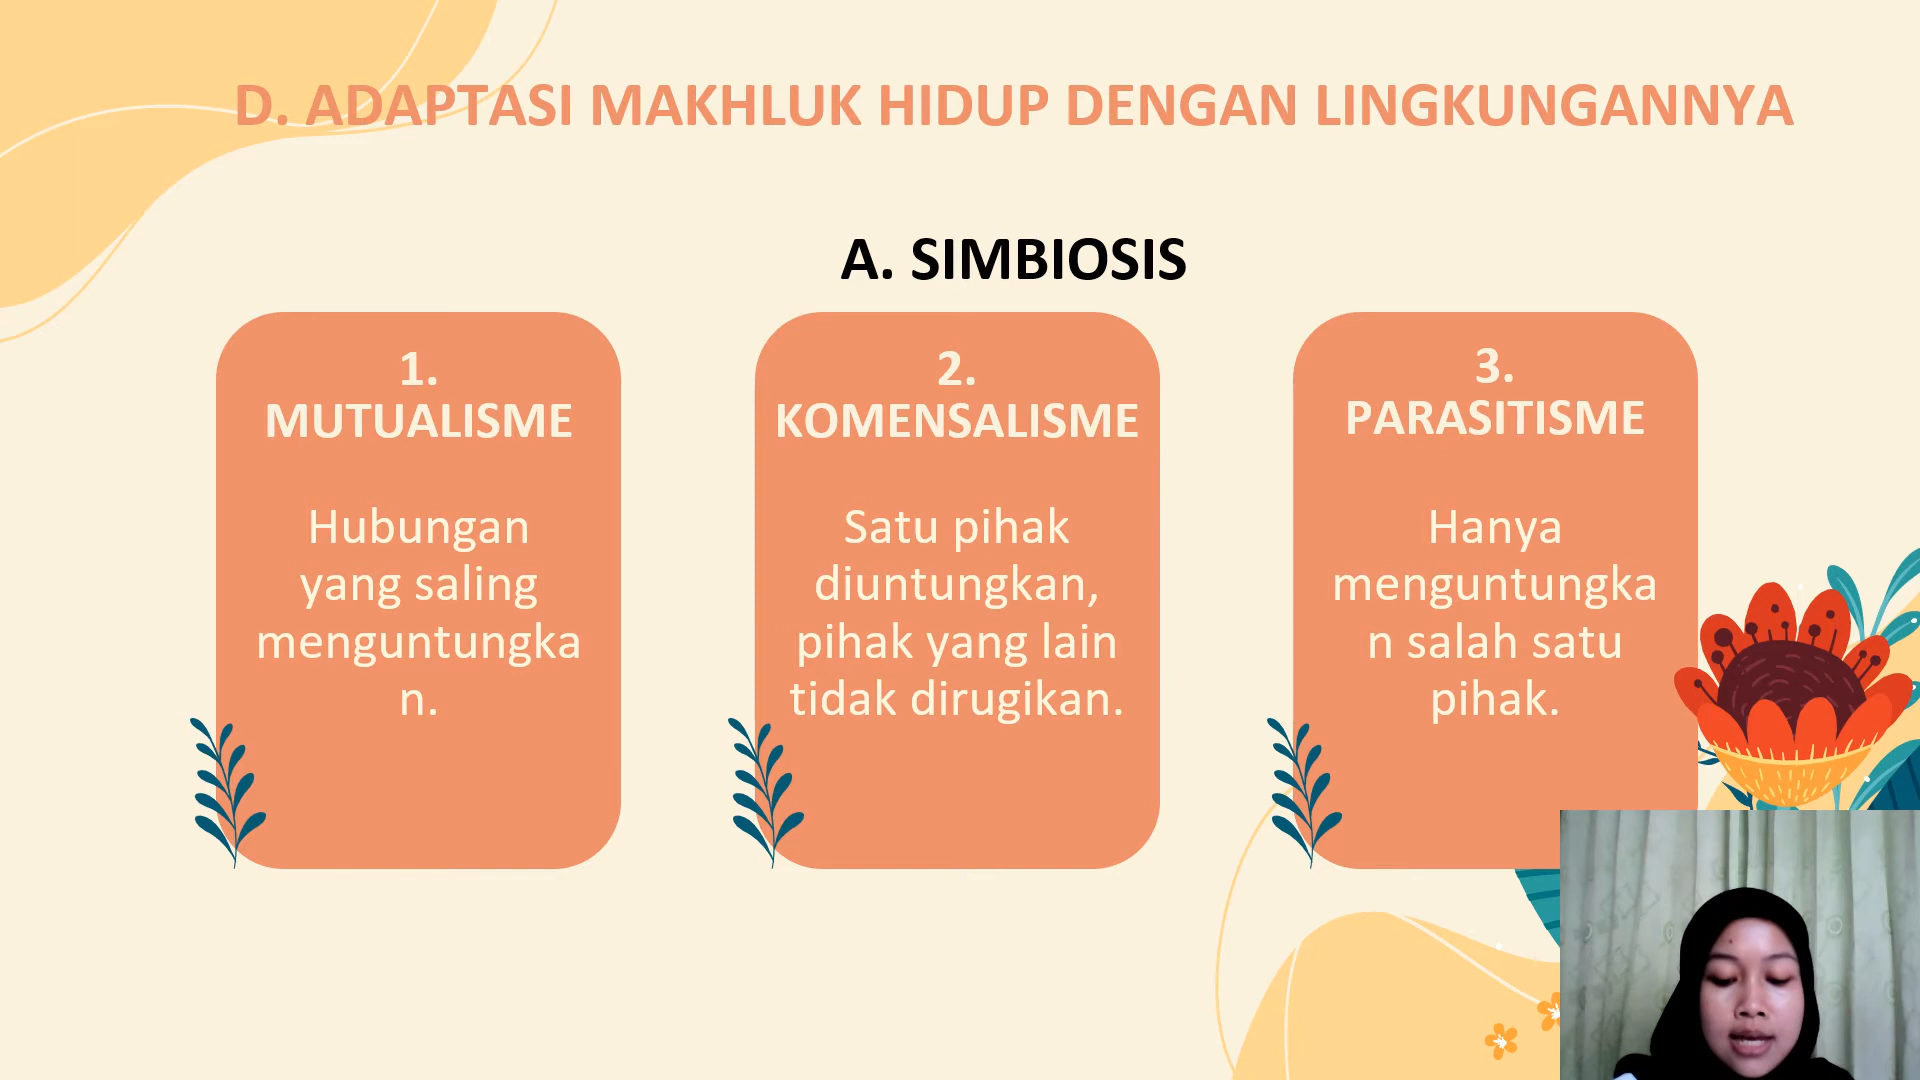 D. ADAPTASI MAKHLUK HIDUP DENGAN LINGKUNGANNYA
A. SIMBIOSIS
1.
MUTUALISME
Hubungan
yang saling
menguntungka
n.
2.
KOMENSALISME
Satu pihak
diuntungkan,
pihak yang lain
tidak dirugikan.
3.
PARASITISME
Hanya
menguntungka
n salah satu
pihak.